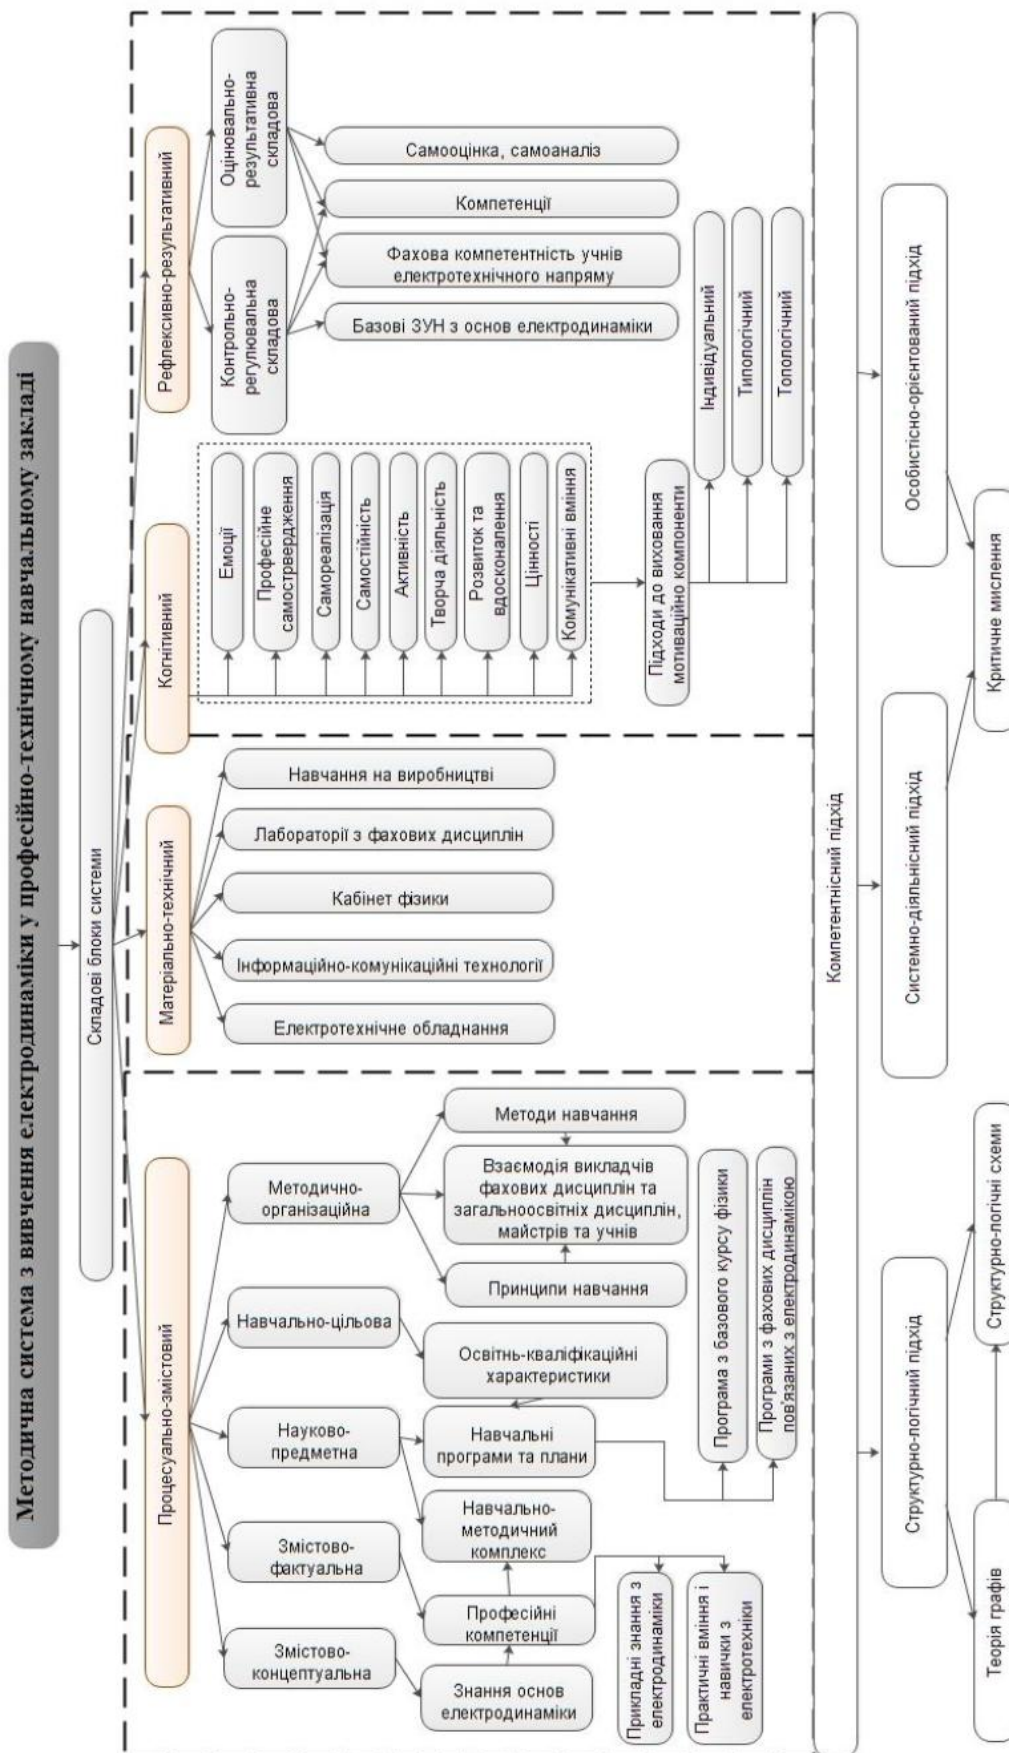 Методична система з вивчення електродинаміки у професійно-технічному навчальному закладі
Складові блоки системи
Процесуально-змістовий
Матеріально-технічний
Когнітивний
Рефлексивно-результативний
Змістово-
концептуальна
Змістово-
фактуальна
Науково-
предметна
Навчально-цільова
Методично-
організаційна
Знання основ
електродинаміки
Професійні
компетенції
Навчально-
методичний
комплекс
Навчальні
програми та плани
Освітнь-кваліфікаційні
характеристики
Принципи навчання
Взаємодія викладчів
фахових дисциплін та
загальноосвітніх дисциплін,
майстрів та учнів
Методи навчання
Прикладні знання з
електродинаміки
Практичні вміння і
навички з
електротехніки
Програма з базового курсу фізики
Програми з фахових дисциплін
пов'язаних з електродинамікою
Електротехнічне обладнання
Інформаційно-комунікаційні технології
Кабінет фізики
Лабораторії з фахових дисциплін
Навчання на виробництві
Емоції
Професійне
самострвердження
Самореалізація
Самостійність
Активність
Творча діяльність
Розвиток та
вдосконалення
Цінності
Комунікативні вміння
Підходи до виховання
мотиваційно компоненти
Індивідуальний
Типологічний
Топологічний
Контрольно-
регулювальна
складова
Оцінювально-
результативна
складова
Самооцінка, самоаналіз
Компетенції
Фахова компетентність учнів
електротехнічного напряму
Базові ЗУН з основ електродинаміки
Компетентнісний підхід
Структурно-логічний підхід
Системно-діяльнісний підхід
Особистісно-орієнтований підхід
Теорія графів
Структурно-логічні схеми
Критичне мислення